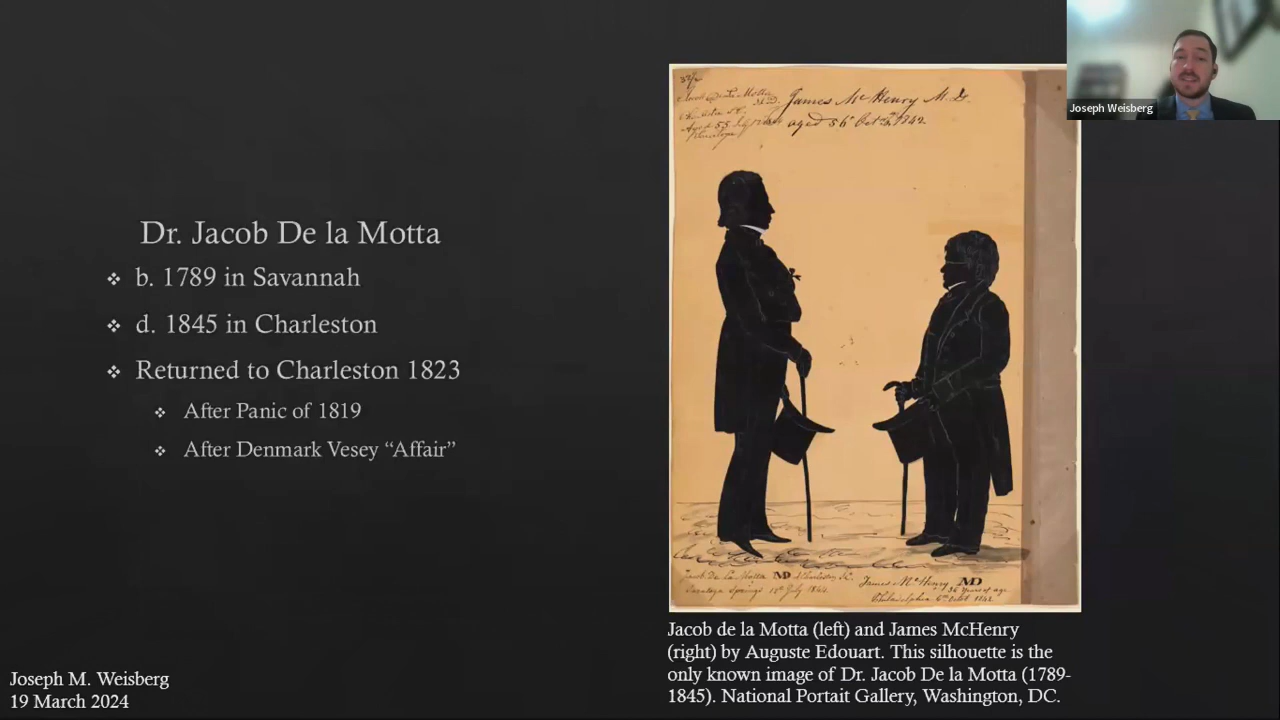 Dr. Jacob De la Motta
b. 1789 in Savannah
d. 1845 in Charleston
Returned to Charleston 1823
After Panic of 1819
After Denmark Vesey “Affair”
Joseph M. Weisberg
19 March 2024
James McHenry M.D.
aged 56
Jacob De La Motta MD
Saratoga Springs
James McHenry MD
Philadelphia
Jacob de la Motta (left) and James McHenry
(right) by Auguste Edouart. This silhouette is the
only known image of Dr. Jacob De la Motta (1789-
1845). National Portait Gallery, Washington, DC.
Joseph Weisberg